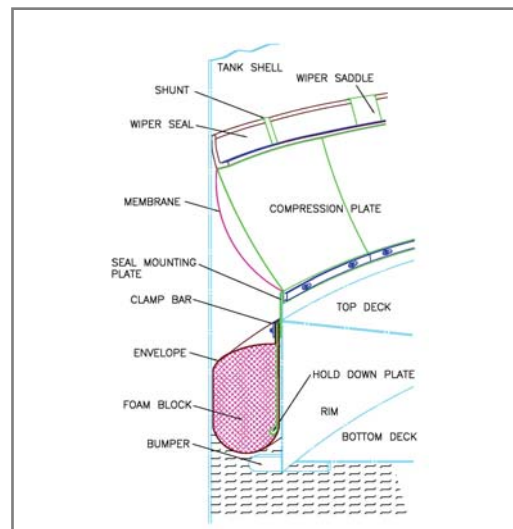 TANK SHELL
WIPER SADDLE
SHUNT
WIPER SEAL
MEMBRANE
COMPRESSION PLATE
SEAL MOUNTING
PLATE
CLAMP BAR
TOP DECK
ENVELOPE
HOLD DOWN PLATE
FOAM BLOCK
RIM
BOTTOM DECK
BUMPER